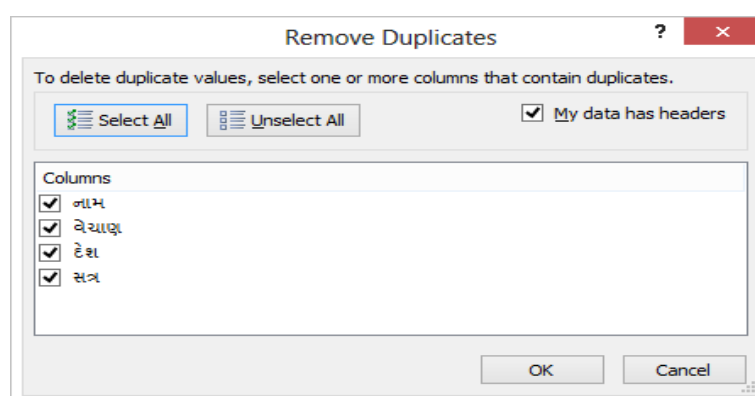 Remove Duplicates ?
To delete duplicate values, select one or more columns that contain duplicates.
Select All Unselect All My data has headers
Columns
નામ
વેચાણ
દેશ
સત્ર
OK Cancel